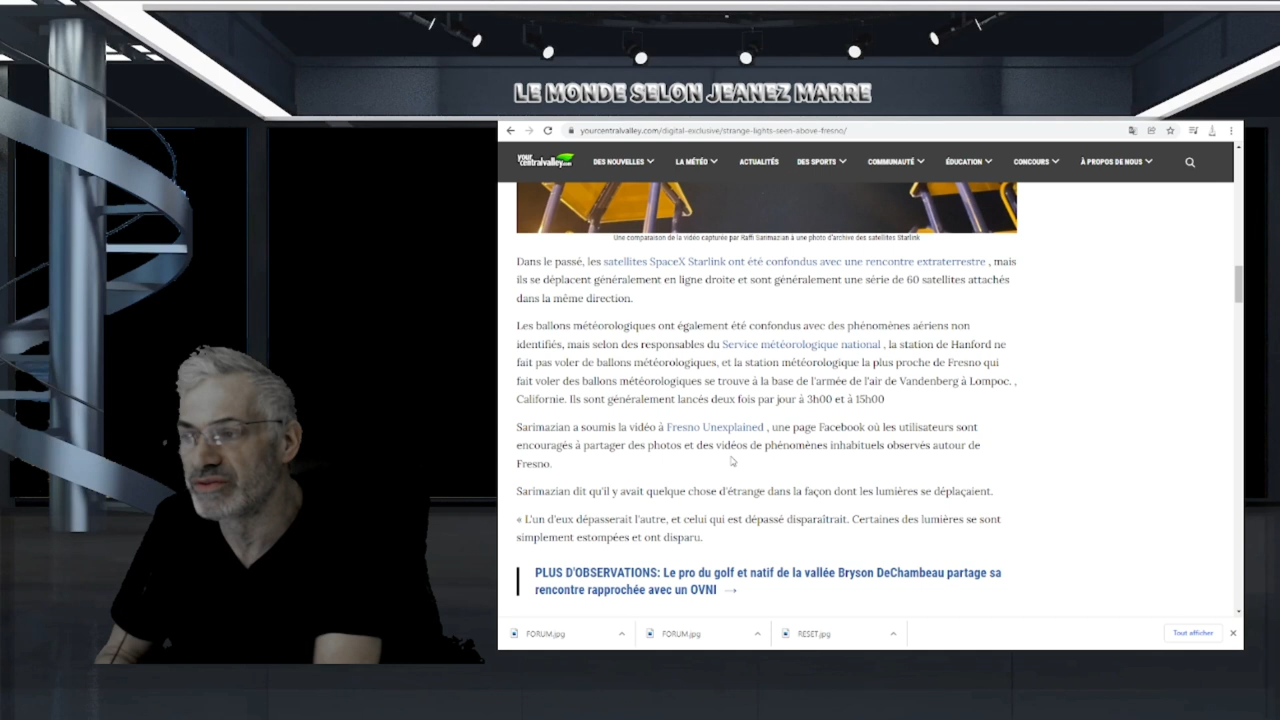 LE MONDE SELON JEANEZ MARRE
yourcentralvalley.com/digital-exclusive/strange-lights-seen-above-fresno/
your centralvalley.com
DES NOUVELLES
LA MÉTÉO
ACTUALITÉS
DES SPORTS
COMMUNAUTÉ
ÉDUCATION
CONCOURS
À PROPOS DE NOUS
Une comparaison de la vidéo capturée par Raffi Sarimazian à une photo d'archive des satellites Starlink
Dans le passé, les satellites SpaceX Starlink ont été confondus avec une rencontre extraterrestre , mais
ils se déplacent généralement en ligne droite et sont généralement une série de 60 satellites attachés
dans la même direction.
Les ballons météorologiques ont également été confondus avec des phénomènes aériens non
identifiés, mais selon des responsables du Service météorologique national , la station de Hanford ne
fait pas voler de ballons météorologiques, et la station météorologique la plus proche de Fresno qui
fait voler des ballons météorologiques se trouve à la base de l'armée de l'air de Vandenberg à Lompoc. ,
Californie. Ils sont généralement lancés deux fois par jour à 3h00 et à 15h00
Sarimazian a soumis la vidéo à Fresno Unexplained , une page Facebook où les utilisateurs sont
encouragés à partager des photos et des vidéos de phénomènes inhabituels observés autour de
Fresno.
Sarimazian dit qu'il y avait quelque chose d'étrange dans la façon dont les lumières se déplaçaient.
« L'un d'eux dépasserait l'autre, et celui qui est dépassé disparaîtrait. Certaines des lumières se sont
simplement estompées et ont disparu.
PLUS D'OBSERVATIONS: Le pro du golf et natif de la vallée Bryson DeChambeau partage sa
rencontre rapprochée avec un OVNI →
FORUM.jpg
FORUM.jpg
RESET.jpg
Tout afficher